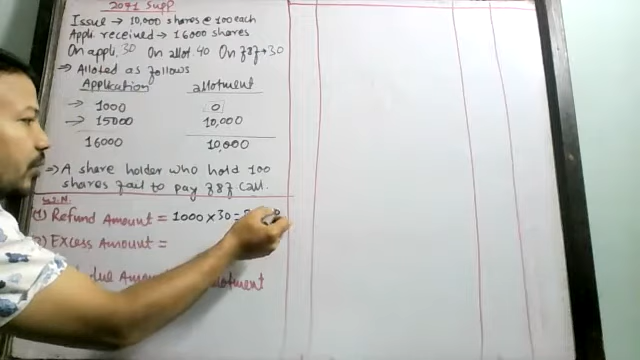 2071 Supp
Issue → 10,000 shares @ 100 each
Appli. received → 16000 shares
On appli. 30 On allot. 40 On f&f → 30
⇒ Alloted as follows
Application allotment
→ 1000 0
→ 15000 10,000
16000 10,000
⇒ A share holder who hold 100
shares fail to pay f&f call.
W.N.
(1) Refund Amount = 1000 × 30 =
2) Excess Amount =
due